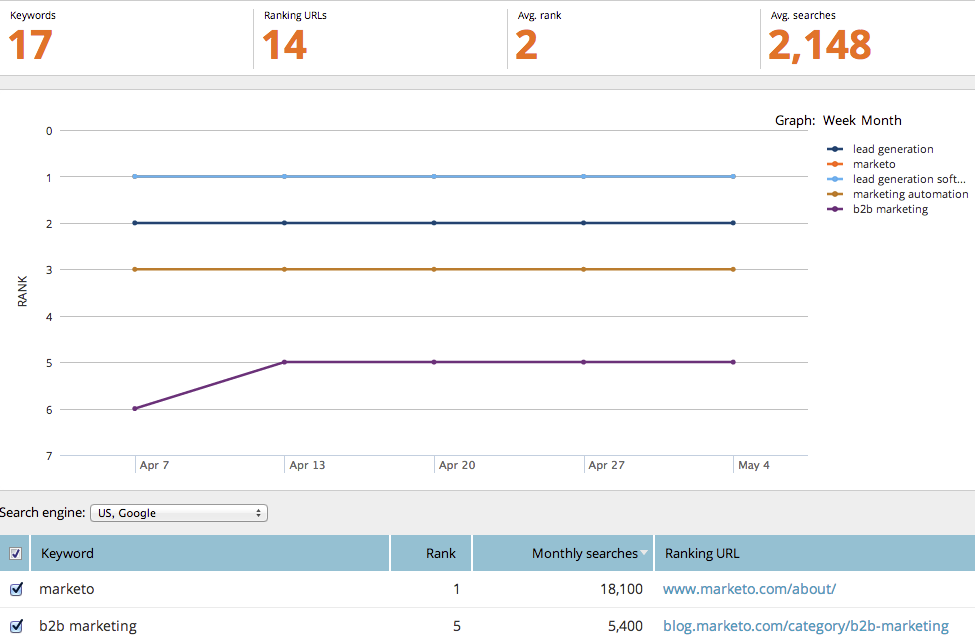 Keywords Ranking URLs Avg. rank Avg. searches
17 14 2 2,148
Graph: Week Month
lead generation
marketo
lead generation soft...
marketing automation
b2b marketing
RANK
0
1
2
3
4
5
6
7
Apr 7 Apr 13 Apr 20 Apr 27 May 4
Search engine: US, Google
Keyword Rank Monthly searches Ranking URL
marketo 1 18,100 www.marketo.com/about/
b2b marketing 5 5,400 blog.marketo.com/category/b2b-marketing